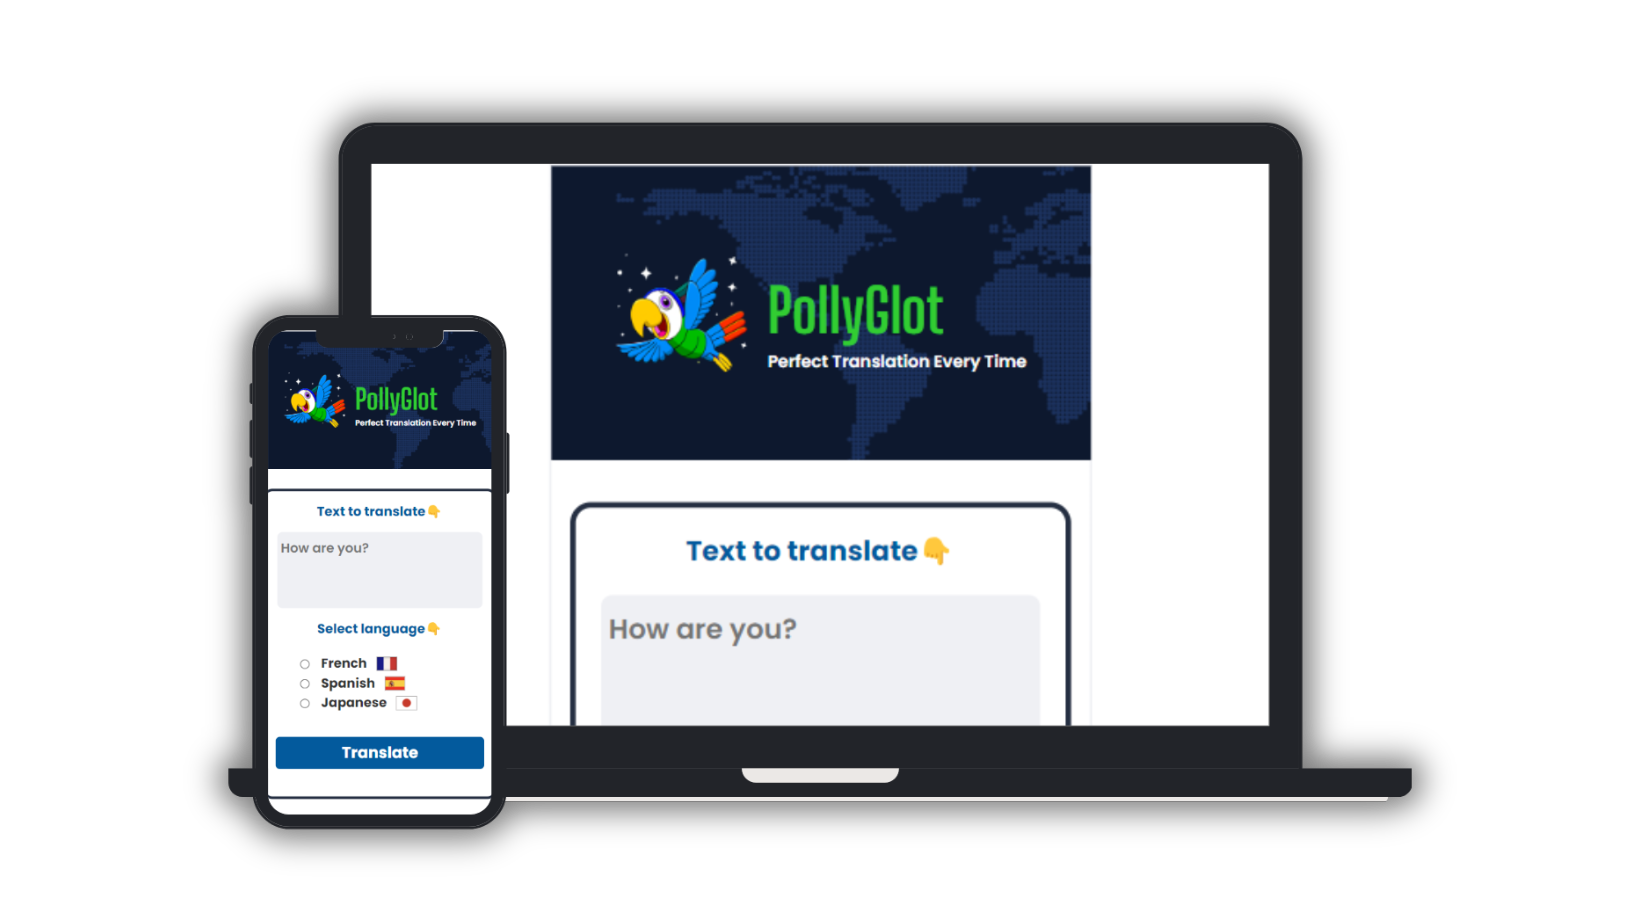 PollyGlot
Perfect Translation Every Time
Text to translate👇
How are you?
Select language👇
French
Spanish
Japanese
Translate
PollyGlot
Perfect Translation Every Time
Text to translate👇
How are you?